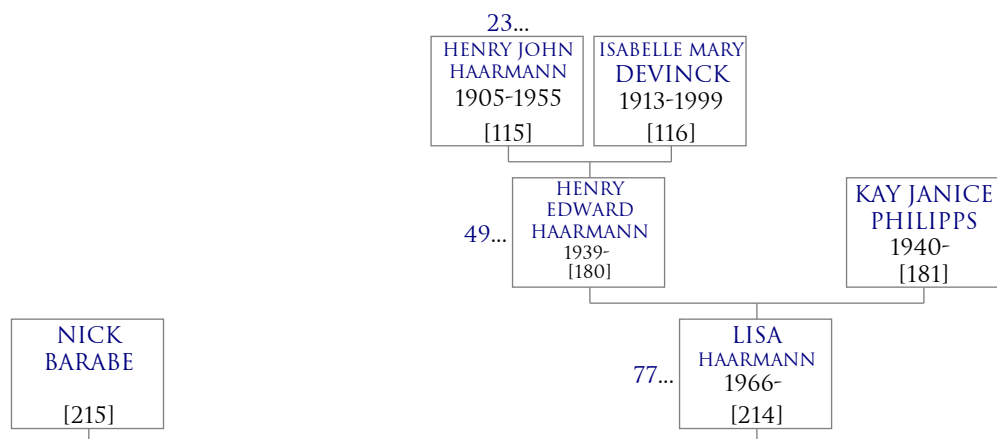 23...
HENRY JOHN
HAARMANN
1905-1955
[115]
ISABELLE MARY
DEVINCK
1913-1999
[116]
49...
HENRY
EDWARD
HAARMANN
1939-
[180]
KAY JANICE
PHILIPPS
1940-
[181]
NICK
BARABE
[215]
77...
LISA
HAARMANN
1966-
[214]